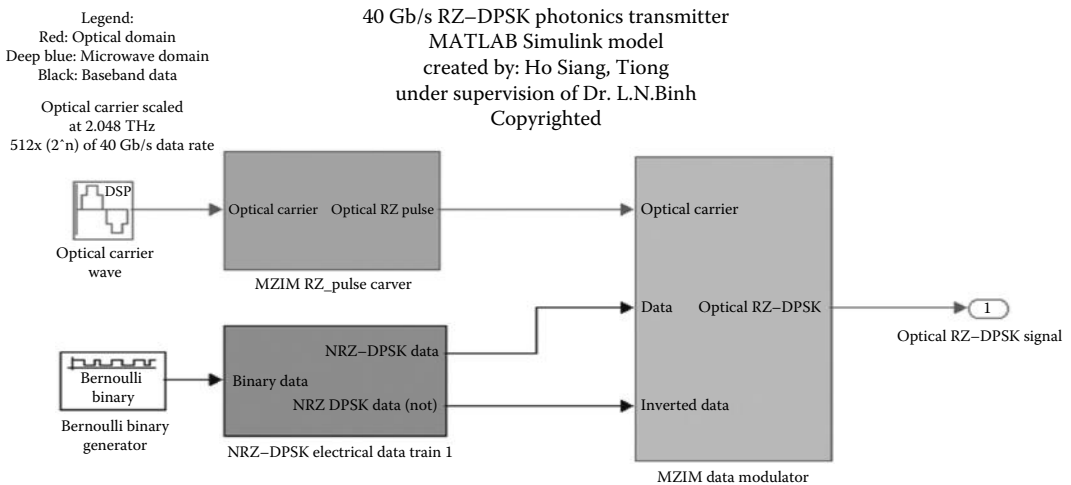 Legend:
Red: Optical domain
Deep blue: Microwave domain
Black: Baseband data
Optical carrier scaled
at 2.048 THz
512x (2^n) of 40 Gb/s data rate
40 Gb/s RZ–DPSK photonics transmitter
MATLAB Simulink model
created by: Ho Siang, Tiong
under supervision of Dr. L.N.Binh
Copyrighted
DSP
Optical carrier
wave
Optical carrier
Optical RZ pulse
MZIM RZ_pulse carver
Optical carrier
Data
Optical RZ–DPSK
Inverted data
MZIM data modulator
1
Optical RZ–DPSK signal
Bernoulli
binary
Bernoulli binary
generator
NRZ–DPSK data
Binary data
NRZ DPSK data (not)
NRZ–DPSK electrical data train 1